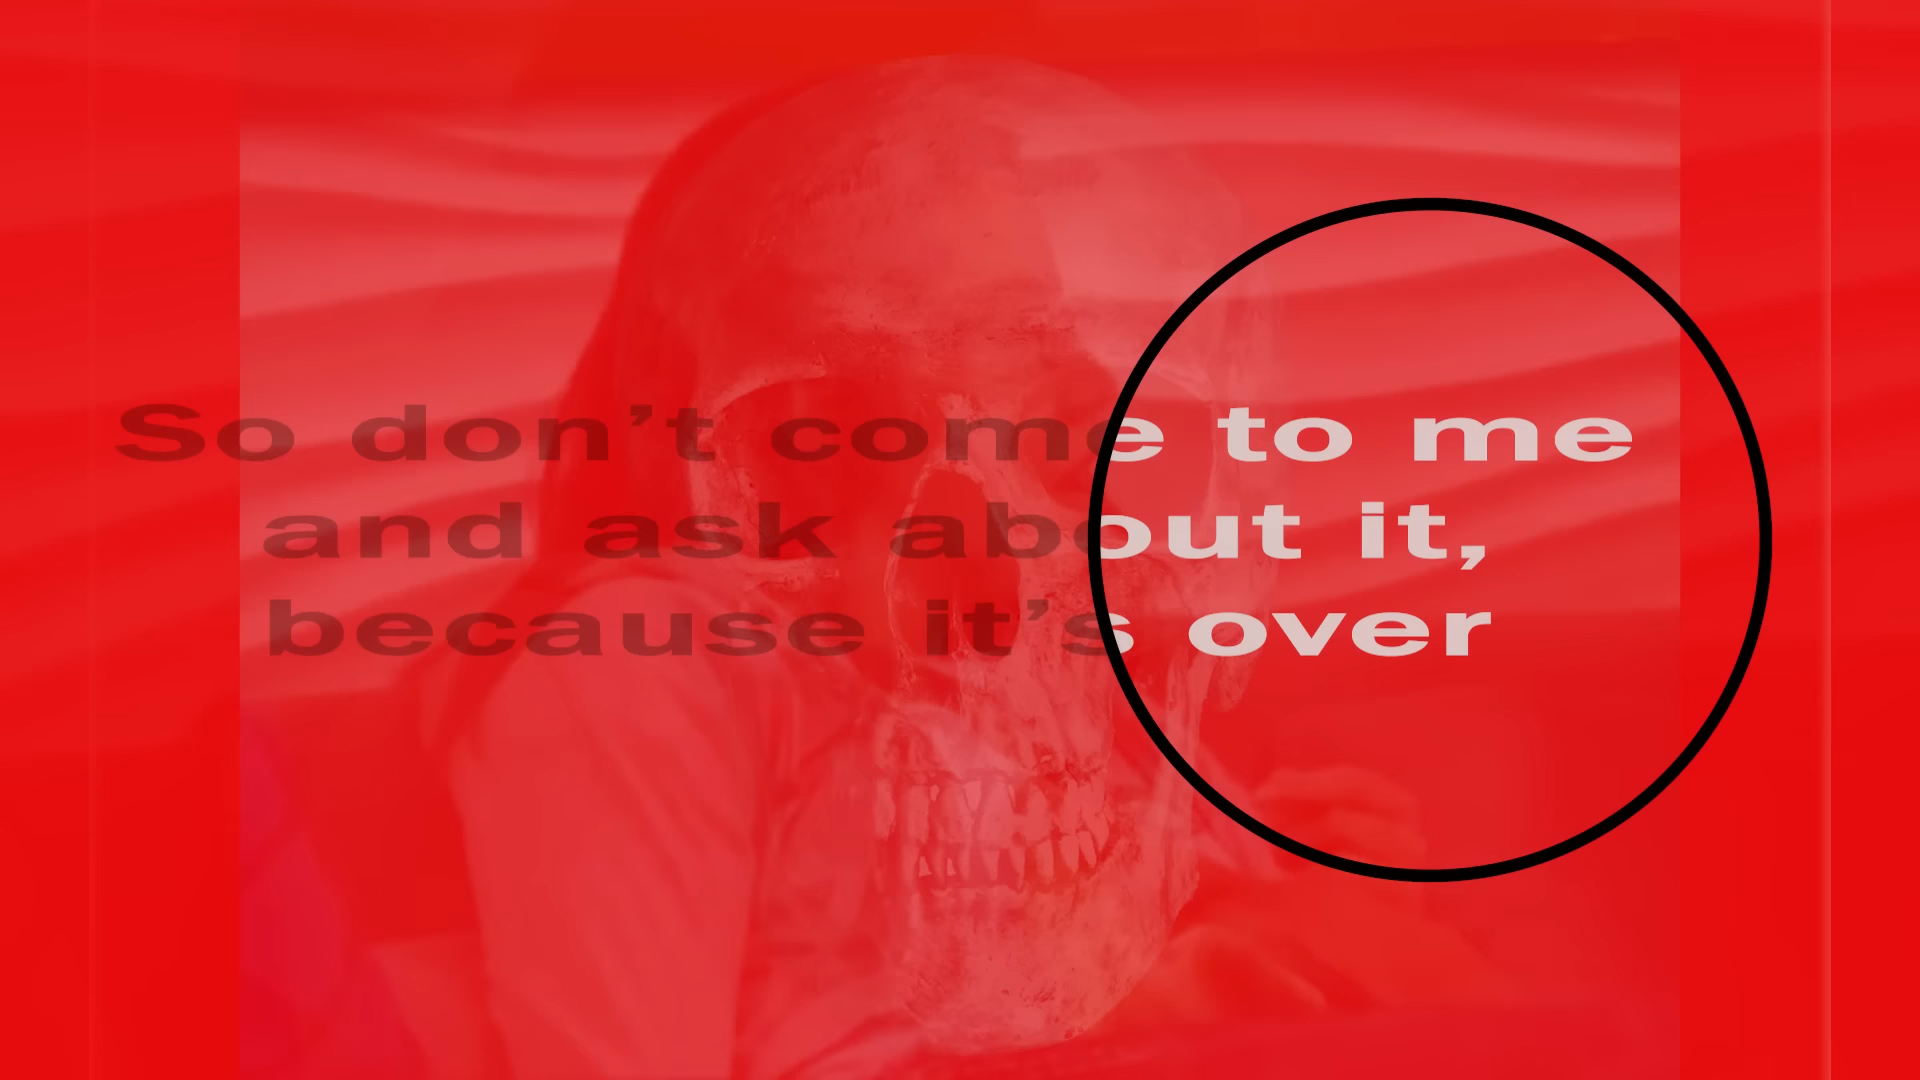 So don’t come to me
and ask about it,
because it’s over